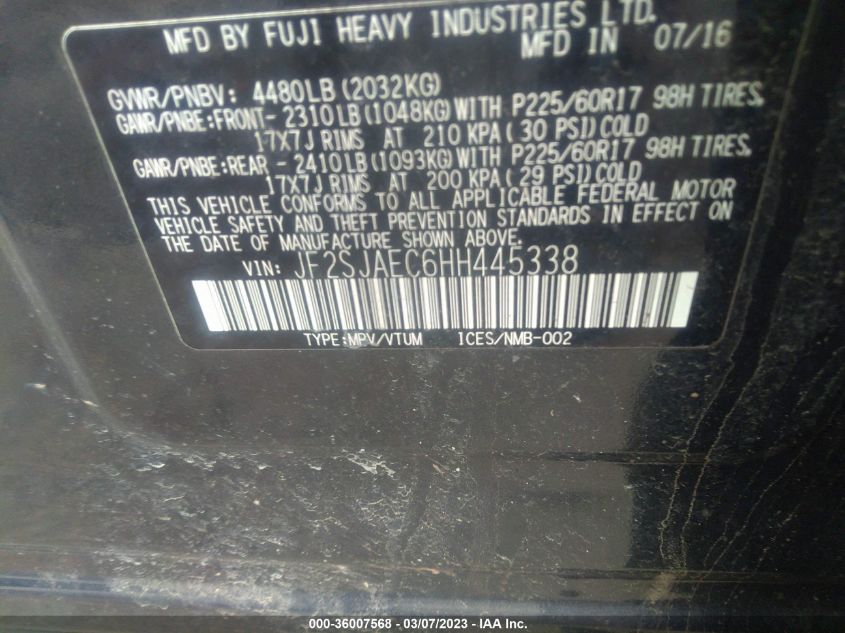 MFD BY FUJI HEAVY INDUSTRIES LTD.
MFD IN 07/16
GVWR/PNBV: 4480LB (2032KG)
GAWR/PNBE:FRONT- 2310LB(1048KG)WITH P225/60R17 98H TIRES,
17X7J RIMS AT 210 KPA( 30 PSI)COLD
GAWR/PNBE:REAR - 2410LB(1093KG)WITH P225/60R17 98H TIRES,
17X7J RIMS AT 200 KPA( 29 PSI)COLD
THIS VEHICLE CONFORMS TO ALL APPLICABLE FEDERAL MOTOR
VEHICLE SAFETY AND THEFT PREVENTION STANDARDS IN EFFECT ON
THE DATE OF MANUFACTURE SHOWN ABOVE.
VIN: JF2SJAEC6HH445338
TYPE:MPV/VTUM ICES/NMB-002
000-36007568 - 03/07/2023 - IAA Inc.